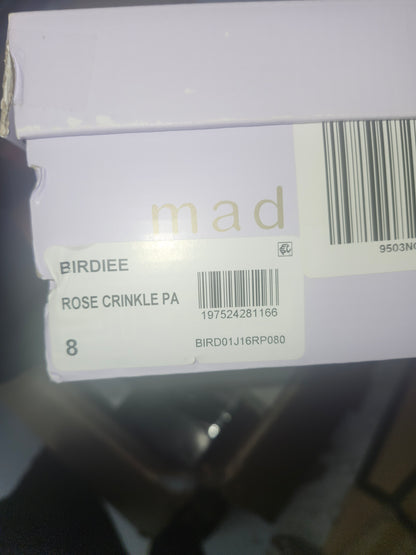 mad
9503N
BIRDIEE
ROSE CRINKLE PA
197524281166
8
BIRD01J16RP080